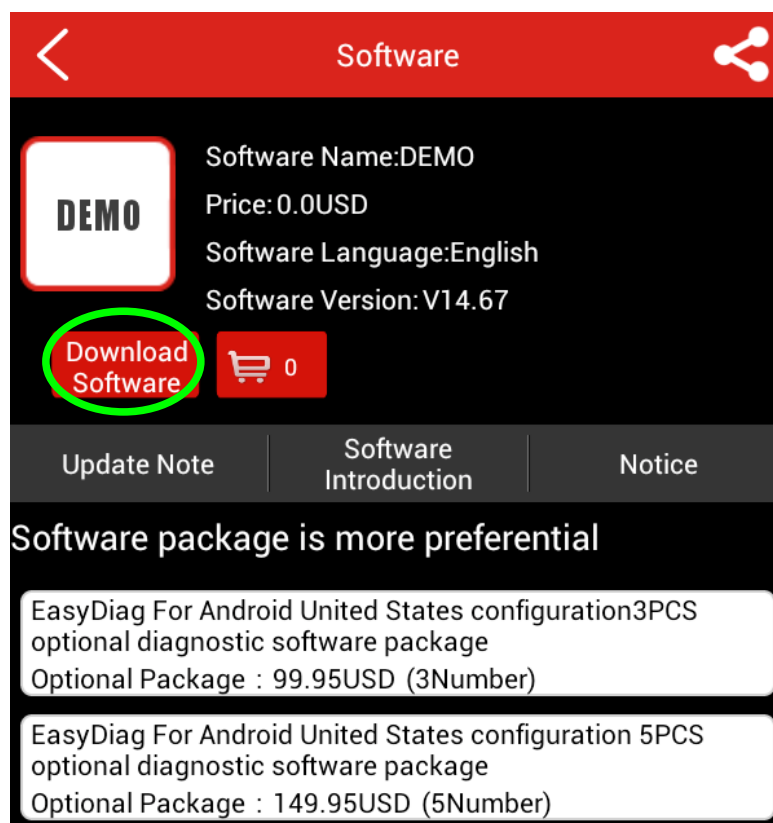 Software
DEMO
Software Name:DEMO
Price: 0.0USD
Software Language:English
Software Version: V14.67
Download
Software
0
Update Note
Software
Introduction
Notice
Software package is more preferential
EasyDiag For Android United States configuration3PCS
optional diagnostic software package
Optional Package : 99.95USD (3Number)
EasyDiag For Android United States configuration 5PCS
optional diagnostic software package
Optional Package : 149.95USD (5Number)